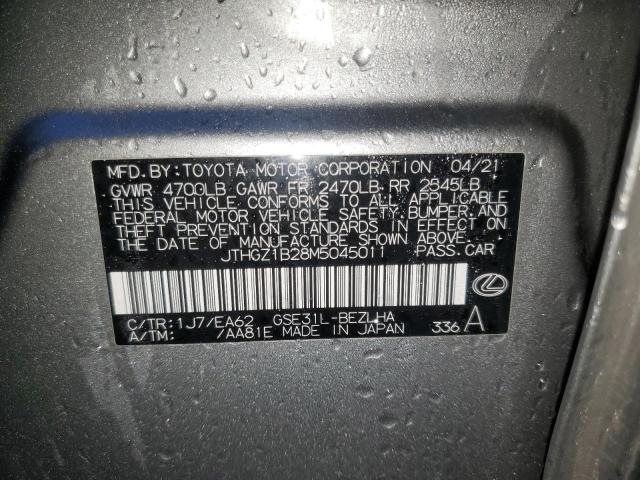 MFD.BY:TOYOTA MOTOR CORPORATION 04/21
GVWR 4700LB GAWR FR 2470LB RR 2545LB
THIS VEHICLE CONFORMS TO ALL APPLICABLE
FEDERAL MOTOR VEHICLE SAFETY, BUMPER, AND
THEFT PREVENTION STANDARDS IN EFFECT ON
THE DATE OF MANUFACTURE SHOWN ABOVE.
JTHGZ1B28M5045011 PASS.CAR
C/TR:1J7/EA62 GSE31L-BEZLHA
A/TM: /AA81E MADE IN JAPAN 336 A